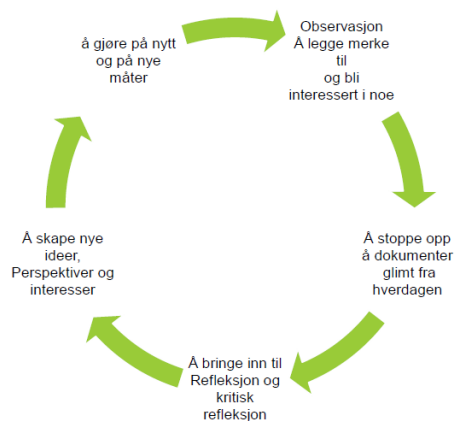 Observasjon
Å legge merke
til
og bli
interessert i noe
Å stoppe opp
å dokumenter
glimt fra
hverdagen
Å bringe inn til
Refleksjon og
kritisk
refleksjon
Å skape nye
ideer,
Perspektiver og
interesser
å gjøre på nytt
og på nye
måter